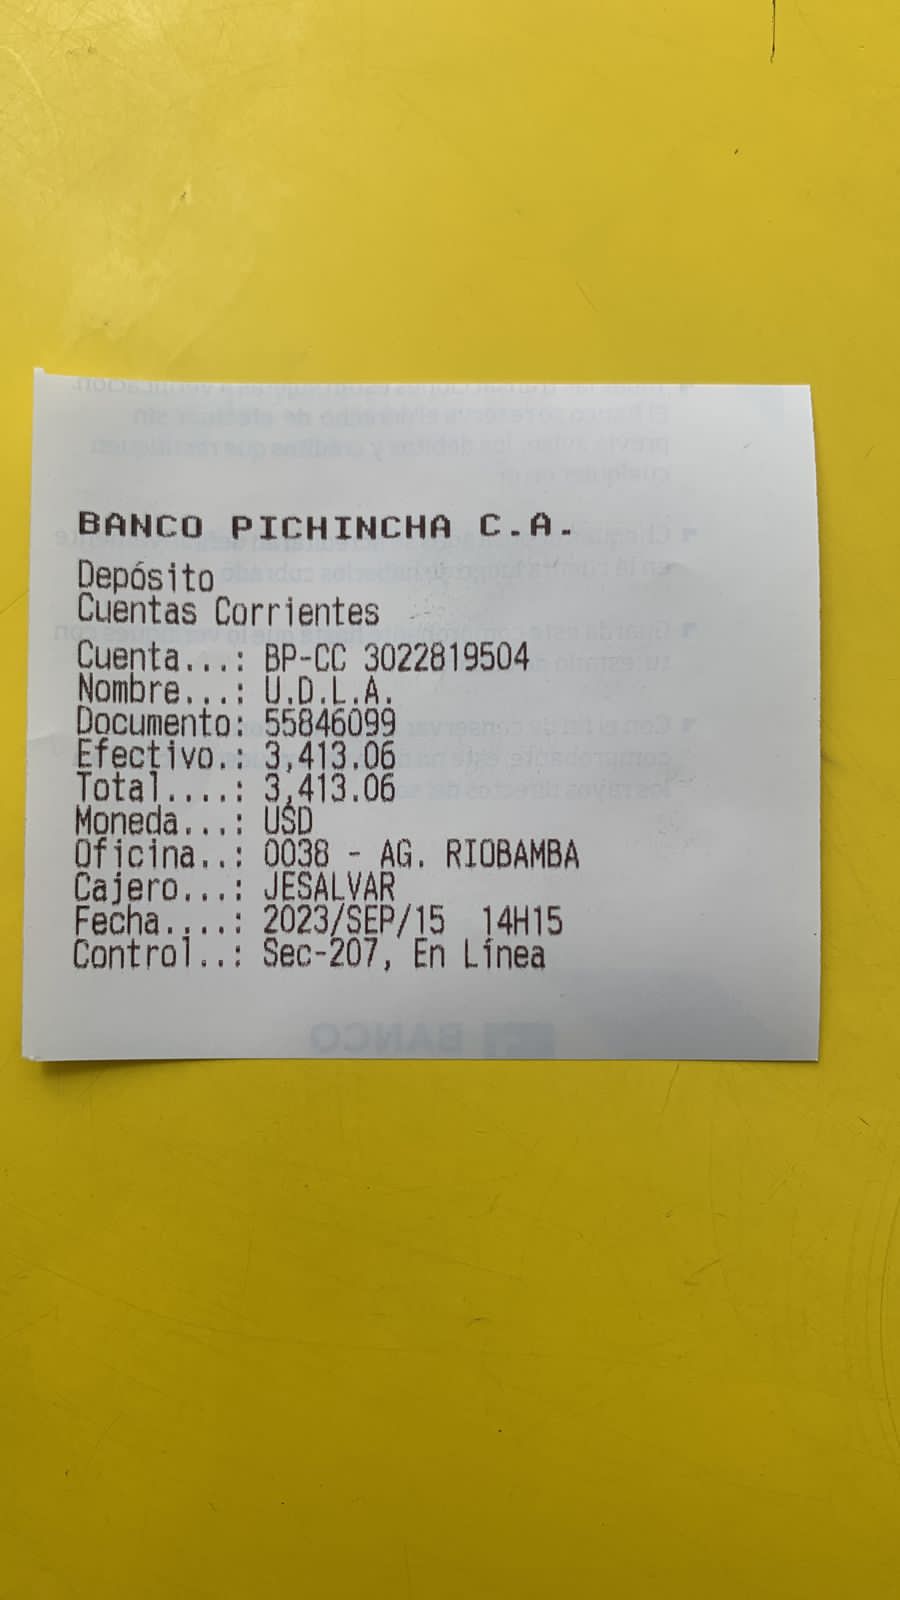 BANCO PICHINCHA C.A.
Depósito
Cuentas Corrientes
Cuenta...: BP-CC 3022819504
Nombre...: U.D.L.A.
Documento: 55846099
Efectivo.: 3,413.06
Total....: 3,413.06
Moneda...: USD
Oficina..: 0038 - AG. RIOBAMBA
Cajero...: JESALVAR
Fecha....: 2023/SEP/15 14H15
Control..: Sec-207, En Línea
BANCO